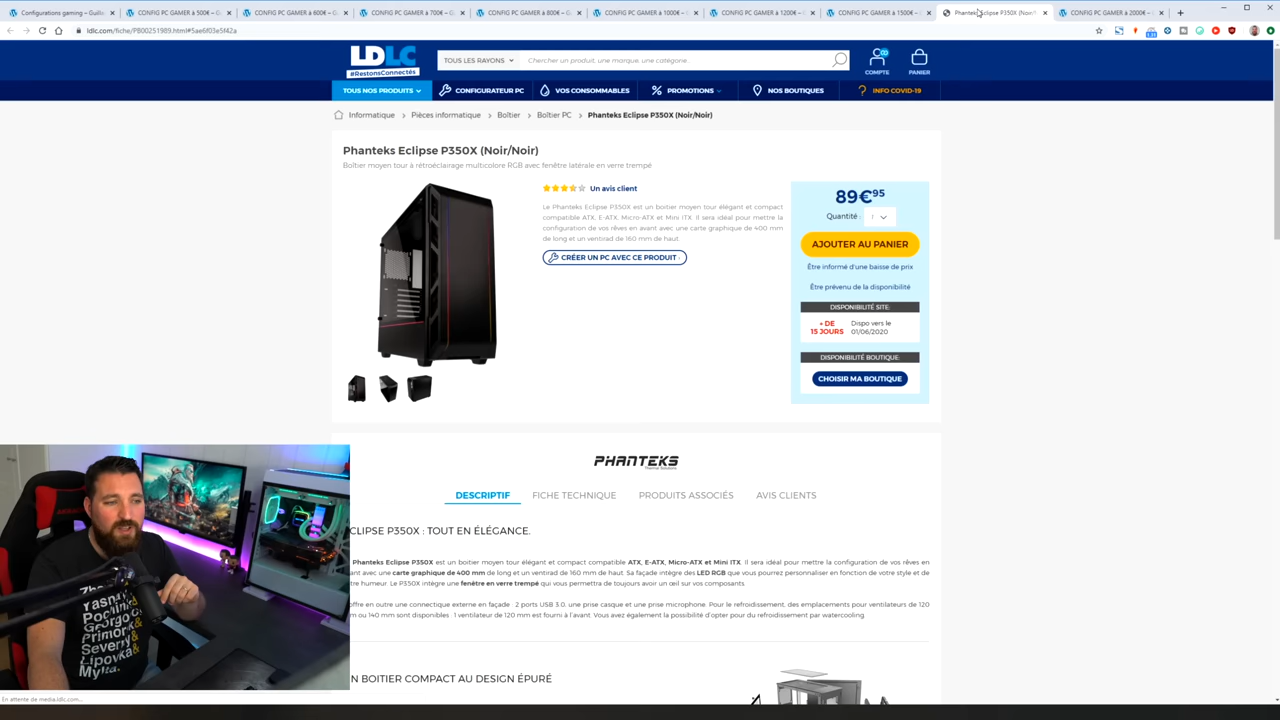 Configurations gaming – Guilla
CONFIG PC GAMER à 500€ – G
CONFIG PC GAMER à 600€ – G
CONFIG PC GAMER à 700€ – G
CONFIG PC GAMER à 800€ – G
CONFIG PC GAMER à 1000€ –
CONFIG PC GAMER à 1200€ –
CONFIG PC GAMER à 1500€ –
Phanteks Eclipse P350X (Noir/
CONFIG PC GAMER à 2000€ –
ldlc.com/fiche/PB00251989.html#5ae6f03e5f42a
LDLC
#RestonsConnectés
TOUS LES RAYONS
Chercher un produit, une marque, une catégorie.
COMPTE
PANIER
TOUS NOS PRODUITS
CONFIGURATEUR PC
VOS CONSOMMABLES
PROMOTIONS
NOS BOUTIQUES
INFO COVID-19
Informatique > Pièces informatique > Boîtier > Boîtier PC > Phanteks Eclipse P350X (Noir/Noir)
Phanteks Eclipse P350X (Noir/Noir)
Boîtier moyen tour à rétroéclairage multicolore RGB avec fenêtre latérale en verre trempé
Un avis client
Le Phanteks Eclipse P350X est un boitier moyen tour élégant et compact
compatible ATX, E-ATX, Micro-ATX et Mini ITX. Il sera idéal pour mettre la
configuration de vos rêves en avant avec une carte graphique de 400 mm
de long et un ventirad de 160 mm de haut.
CRÉER UN PC AVEC CE PRODUIT
89€95
Quantité :
AJOUTER AU PANIER
Être informé d'une baisse de prix
Être prévenu de la disponibilité
DISPONIBILITÉ SITE:
+ DE
15 JOURS
Dispo vers le
01/06/2020
DISPONIBILITÉ BOUTIQUE:
CHOISIR MA BOUTIQUE
PHANTEKS
Thermal Solutions
DESCRIPTIF
FICHE TECHNIQUE
PRODUITS ASSOCIÉS
AVIS CLIENTS
CLIPSE P350X : TOUT EN ÉLÉGANCE.
Phanteks Eclipse P350X est un boitier moyen tour élégant et compact compatible ATX, E-ATX, Micro-ATX et Mini ITX. Il sera idéal pour mettre la configuration de vos rêves en
ant avec une carte graphique de 400 mm de long et un ventirad de 160 mm de haut. Sa façade intègre des LED RGB que vous pourrez personnaliser en fonction de votre style et de
tre humeur. Le P350X intègre une fenêtre en verre trempé qui vous permettra de toujours avoir un œil sur vos composants.
offre en outre une connectique externe en façade : 2 ports USB 3.0, une prise casque et une prise microphone. Pour le refroidissement, des emplacements pour ventilateurs de 120
m ou 140 mm sont disponibles : 1 ventilateur de 120 mm est fourni à l'avant. Vous avez également la possibilité d'opter pour du refroidissement par watercooling.
N BOITIER COMPACT AU DESIGN ÉPURÉ
The
Yasno
Pochin
George
Primor
Severy
Lipovka
Mylta.
En attente de media.ldlc.com...